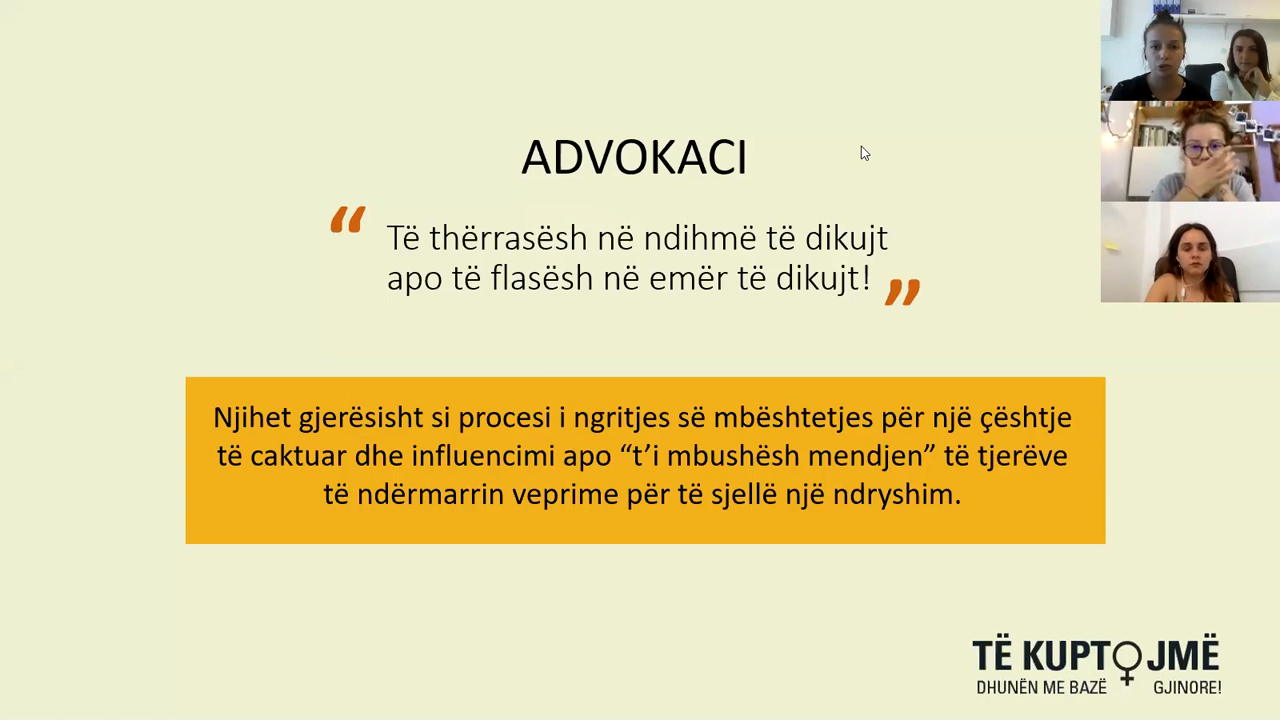 ADVOKACI
“ Të thërrasësh në ndihmë të dikujt
apo të flasësh në emër të dikujt! ”
Njihet gjerësisht si procesi i ngritjes së mbështetjes për një çështje
të caktuar dhe influencimi apo “t’i mbushësh mendjen” të tjerëve
të ndërmarrin veprime për të sjellë një ndryshim.
TË KUPTOJMË
DHUNËN ME BAZË GJINORE!